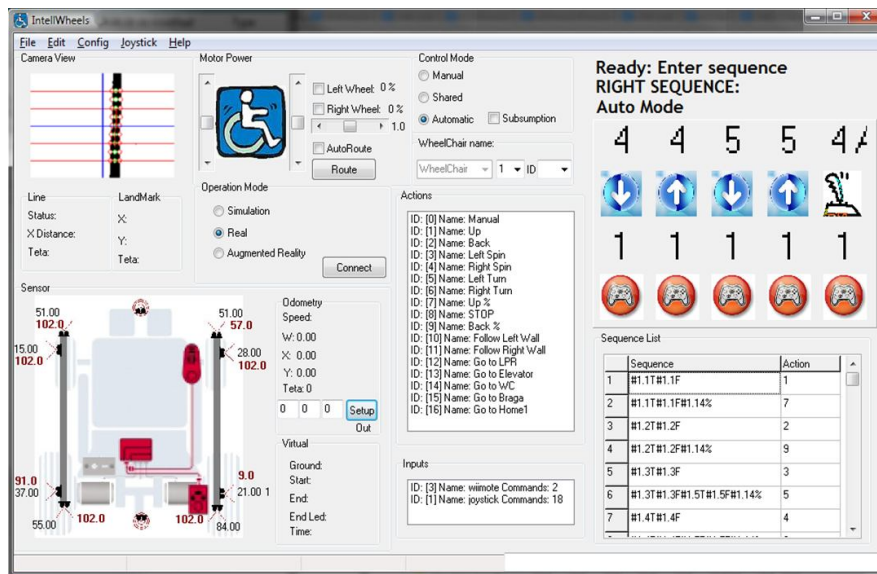 IntellWheels
File Edit Config Joystick Help
Camera View
Line
Status:
X Distance:
Teta:
LandMark
X:
Y:
Teta:
Motor Power
Left Wheel: 0 %
Right Wheel: 0 %
1.0
AutoRoute
Route
Operation Mode
Simulation
Real
Augmented Reality
Connect
Control Mode
Manual
Shared
Automatic Subsumption
WheelChair name:
WheelChair 1 ID
Actions
ID: [0] Name: Manual
ID: [1] Name: Up
ID: [2] Name: Back
ID: [3] Name: Left Spin
ID: [4] Name: Right Spin
ID: [5] Name: Left Turn
ID: [6] Name: Right Turn
ID: [7] Name: Up %
ID: [8] Name: STOP
ID: [9] Name: Back %
ID: [10] Name: Follow Left Wall
ID: [11] Name: Follow Right Wall
ID: [12] Name: Go to LPR
ID: [13] Name: Go to Elevator
ID: [14] Name: Go to WC
ID: [15] Name: Go to Braga
ID: [16] Name: Go to Home1
Inputs
ID: [3] Name: wiimote Commands: 2
ID: [1] Name: joystick Commands: 18
Sensor
51.00 51.00
102.0 57.0
15.00 28.00
102.0 102.0
91.0 9.0
37.00 21.00 1
102.0 102.0
55.00 84.00
Odometry
Speed:
W: 0.00
X: 0.00
Y: 0.00
Teta: 0
0 0 0 Setup
Out
Virtual
Ground:
Start:
End:
End Led:
Time:
Ready: Enter sequence
RIGHT SEQUENCE:
Auto Mode
4 4 5 5 4
1 1 1 1 1
Sequence List
Sequence Action
1 #1.1T#1.1F 1
2 #1.1T#1.1F#1.14% 7
3 #1.2T#1.2F 2
4 #1.2T#1.2F#1.14% 9
5 #1.3T#1.3F 3
6 #1.3T#1.3F#1.5T#1.5F#1.14% 5
7 #1.4T#1.4F 4